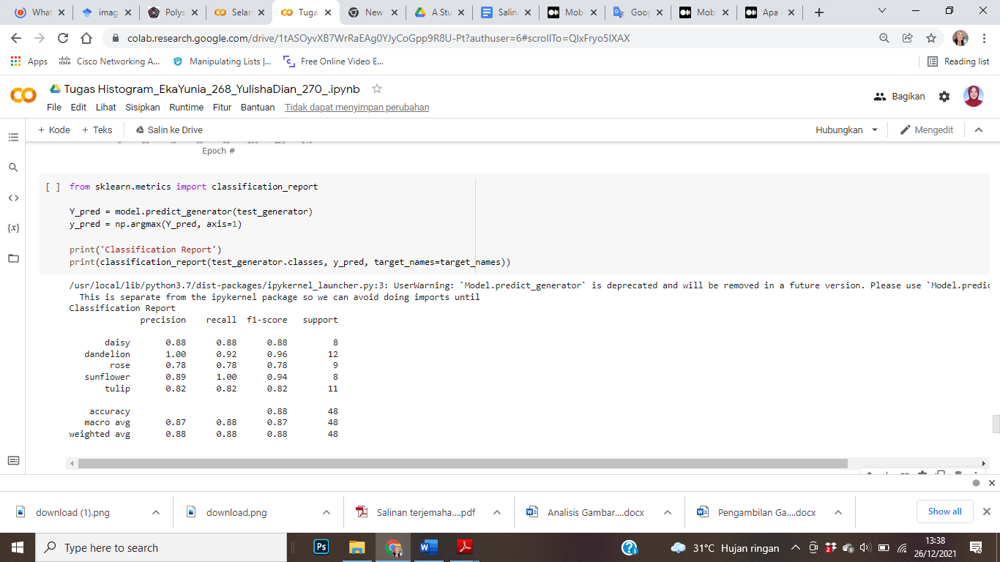 What
imag
Polys
Selar
Tuga
New
A Stu
Salin
Mob
Goog
Mob
Apa
colab.research.google.com/drive/1tASOyvXB7WrRaEAg0YJyCoGpp9R8U-Pt?authuser=6#scrollTo=QlxFryo5IXAX
Apps
Cisco Networking A...
Manipulating Lists |...
Free Online Video E...
Reading list
Tugas Histogram_EkaYunia_268_YulishaDian_270_.ipynb
File Edit Lihat Sisipkan Runtime Fitur Bantuan Tidak dapat menyimpan perubahan
Bagikan
+ Kode + Teks Salin ke Drive
Hubungkan Mengedit
Epoch #
[ ] from sklearn.metrics import classification_report
Y_pred = model.predict_generator(test_generator)
y_pred = np.argmax(Y_pred, axis=1)
print('Classification Report')
print(classification_report(test_generator.classes, y_pred, target_names=target_names))
/usr/local/lib/python3.7/dist-packages/ipykernel_launcher.py:3: UserWarning: `Model.predict_generator` is deprecated and will be removed in a future version. Please use `Model.predic
This is separate from the ipykernel package so we can avoid doing imports until
Classification Report
precision recall f1-score support
daisy 0.88 0.88 0.88 8
dandelion 1.00 0.92 0.96 12
rose 0.78 0.78 0.78 9
sunflower 0.89 1.00 0.94 8
tulip 0.82 0.82 0.82 11
accuracy 0.88 48
macro avg 0.87 0.88 0.87 48
weighted avg 0.88 0.88 0.88 48
download (1).png
download.png
Salinan terjemaha....pdf
Analisis Gambar....docx
Pengambilan Ga....docx
Show all
Type here to search
31°C Hujan ringan
13:38
26/12/2021